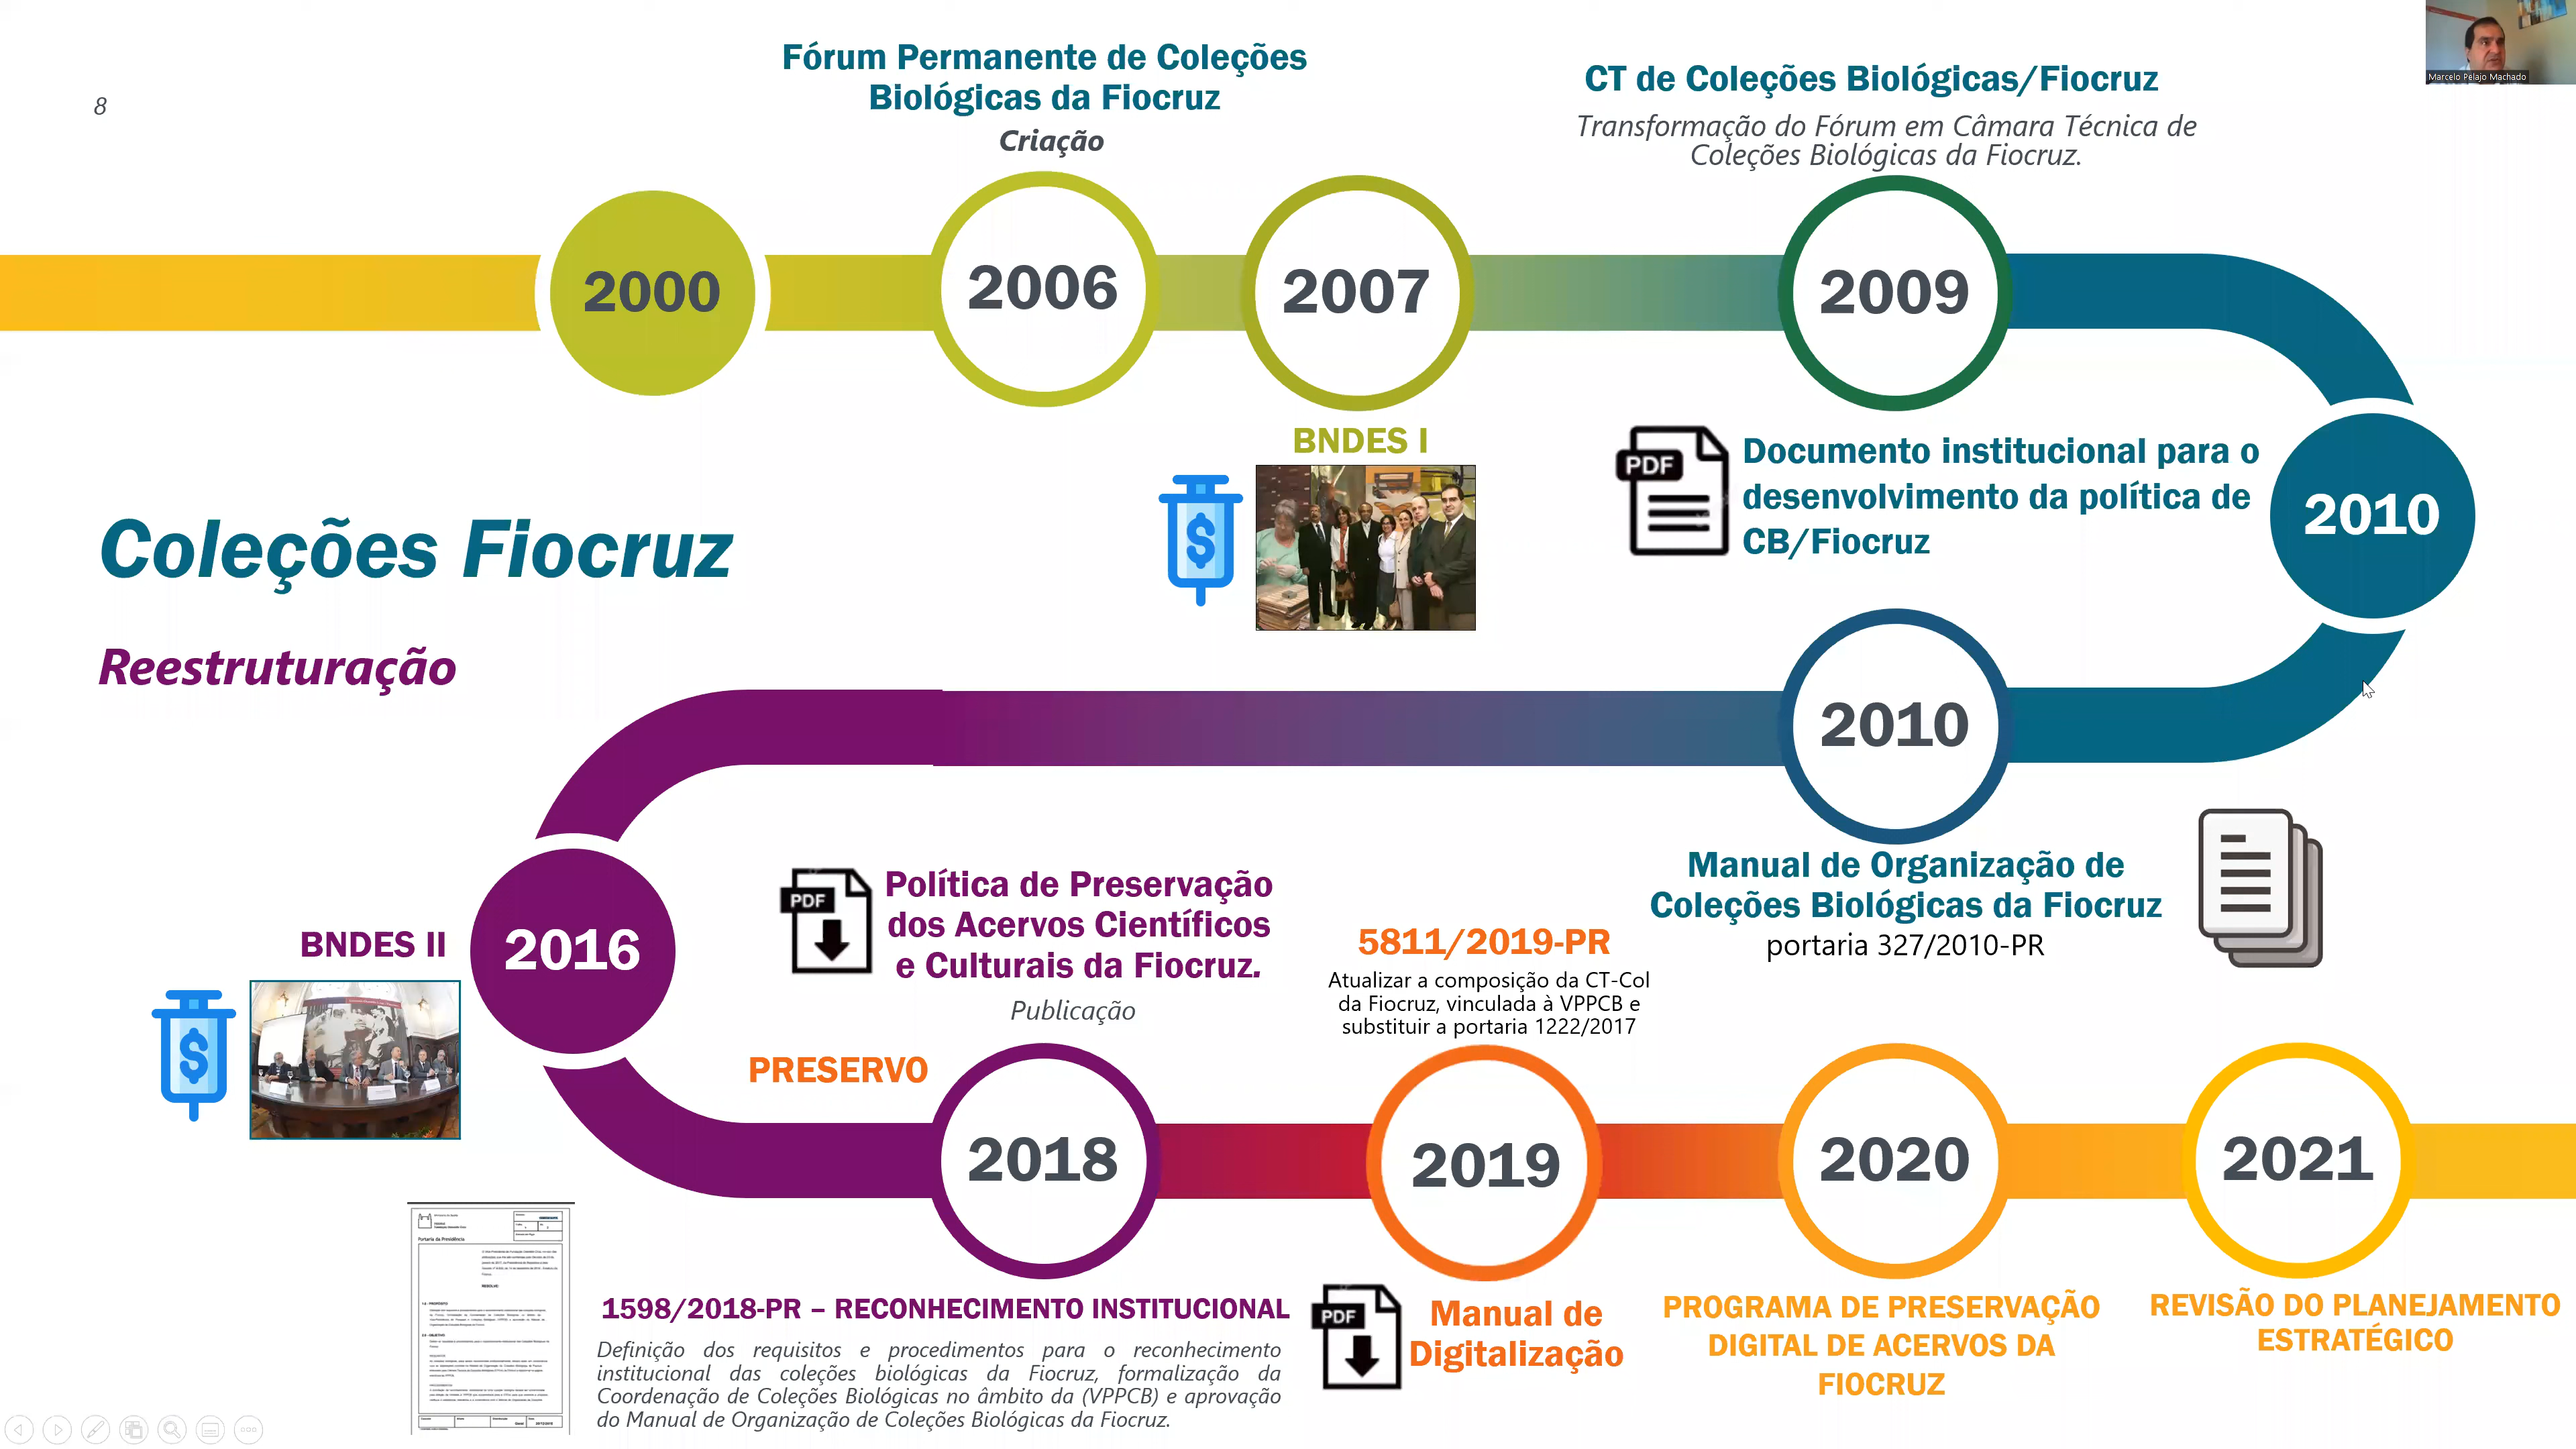 8
Fórum Permanente de Coleções
Biológicas da Fiocruz
Criação
CT de Coleções Biológicas/Fiocruz
Transformação do Fórum em Câmara Técnica de
Coleções Biológicas da Fiocruz.
Marcelo Pelajo Machado
2000
2006
2007
2009
BNDES I
PDF
Documento institucional para o
desenvolvimento da política de
CB/Fiocruz
2010
Coleções Fiocruz
Reestruturação
2010
Manual de Organização de
Coleções Biológicas da Fiocruz
portaria 327/2010-PR
BNDES II
2016
PDF
Política de Preservação
dos Acervos Científicos
e Culturais da Fiocruz.
Publicação
PRESERVO
5811/2019-PR
Atualizar a composição da CT-Col
da Fiocruz, vinculada à VPPCB e
substituir a portaria 1222/2017
2018
2019
2020
2021
Portaria da Presidência
1598/2018-PR – RECONHECIMENTO INSTITUCIONAL
Definição dos requisitos e procedimentos para o reconhecimento
institucional das coleções biológicas da Fiocruz, formalização da
Coordenação de Coleções Biológicas no âmbito da (VPPCB) e aprovação
do Manual de Organização de Coleções Biológicas da Fiocruz.
PDF
Manual de
Digitalização
PROGRAMA DE PRESERVAÇÃO
DIGITAL DE ACERVOS DA
FIOCRUZ
REVISÃO DO PLANEJAMENTO
ESTRATÉGICO